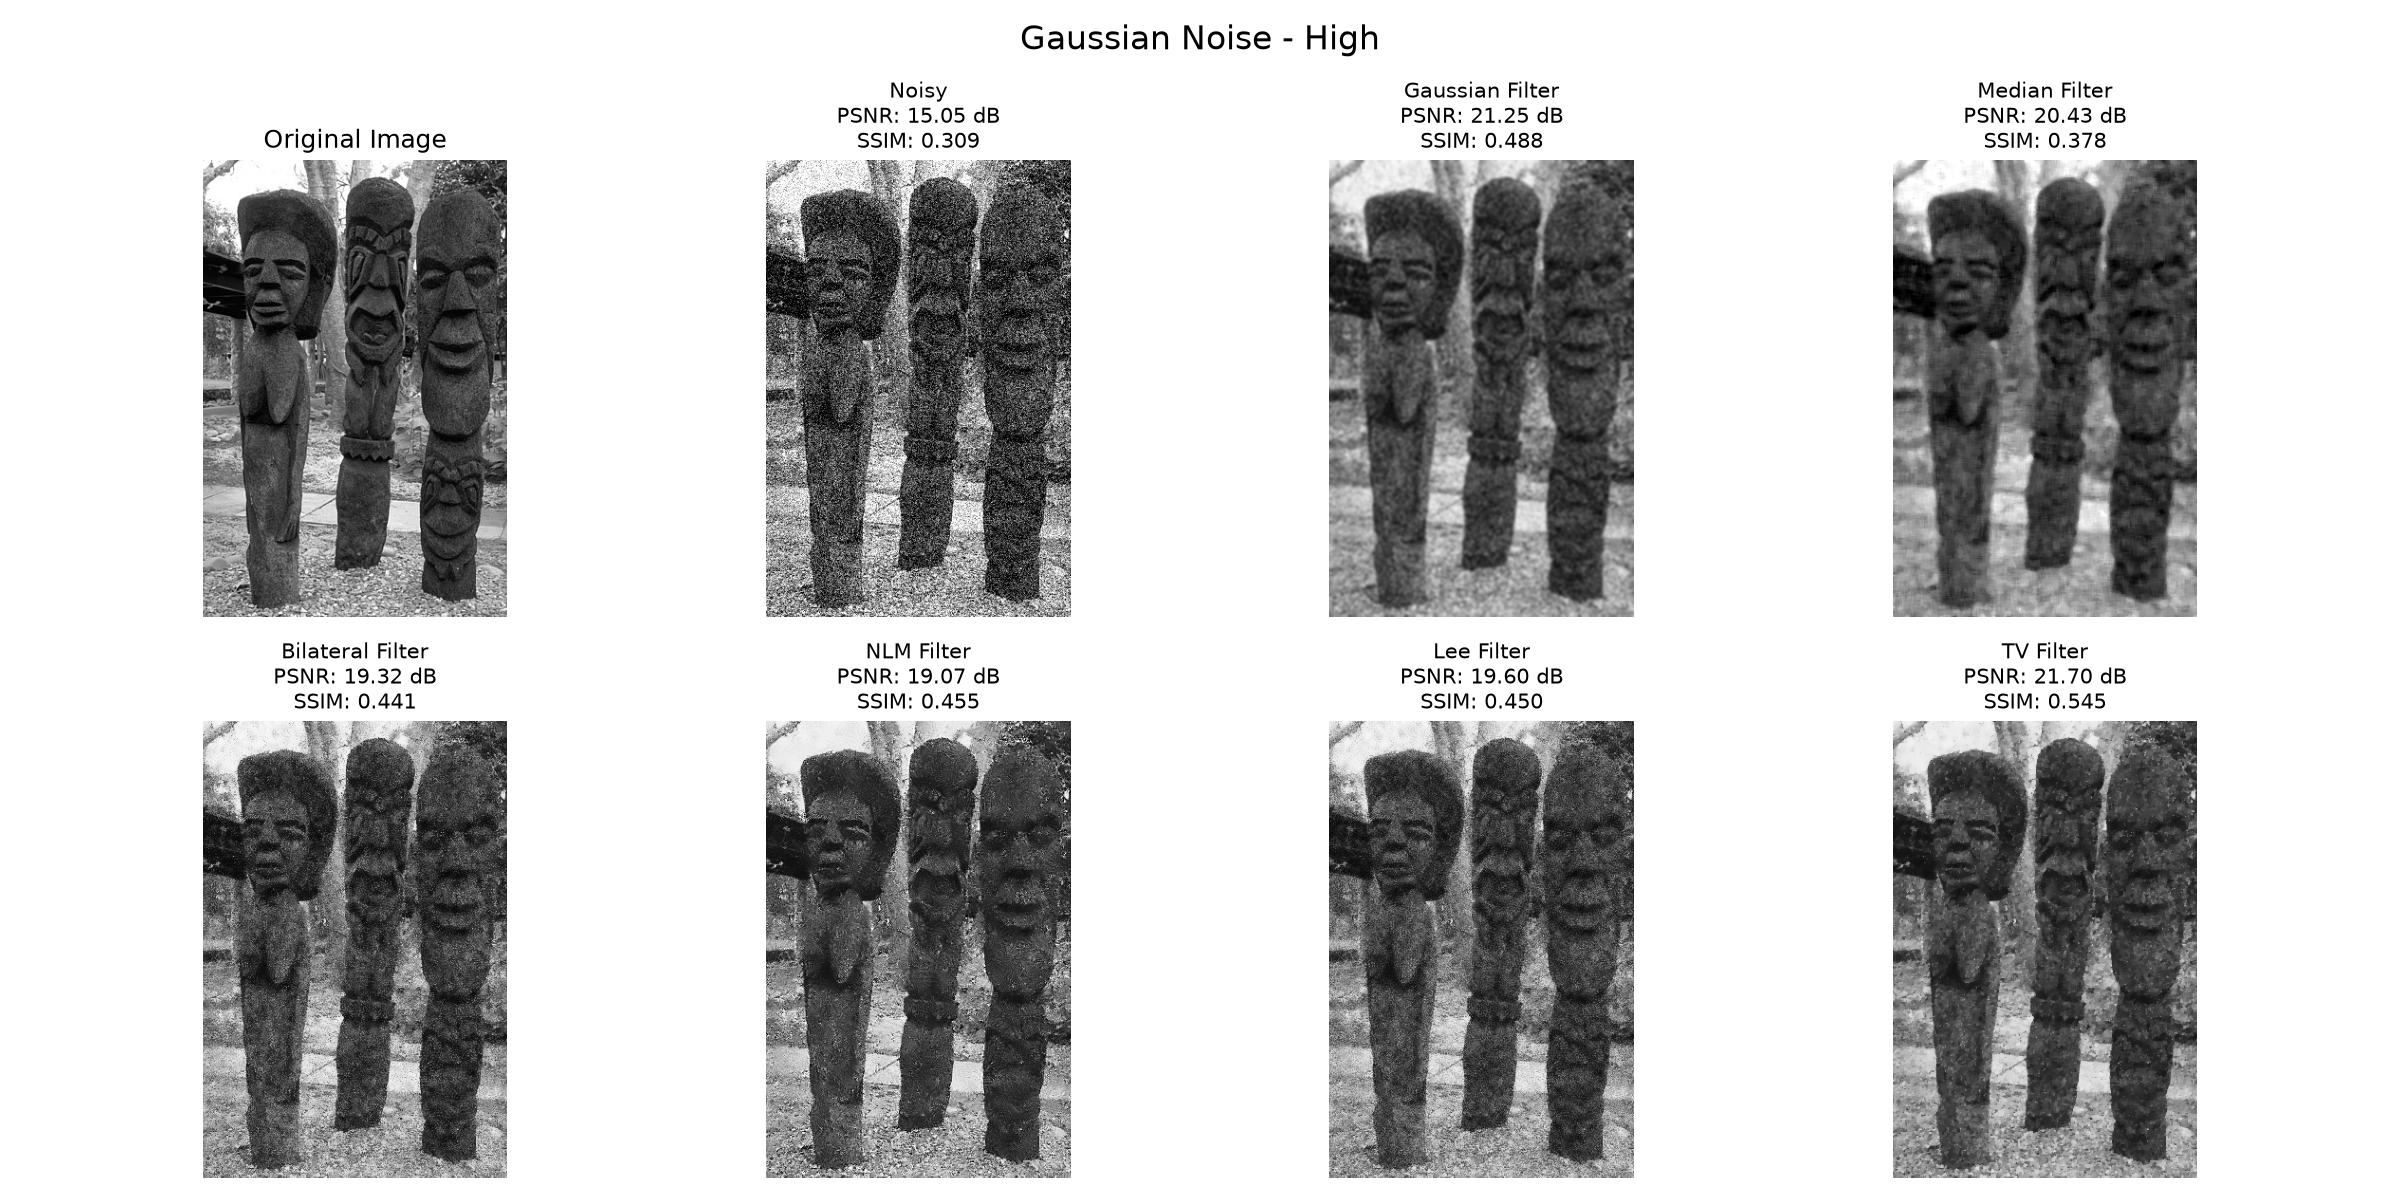 Gaussian Noise - High
Original Image
Noisy
PSNR: 15.05 dB
SSIM: 0.309
Gaussian Filter
PSNR: 21.25 dB
SSIM: 0.488
Median Filter
PSNR: 20.43 dB
SSIM: 0.378
Bilateral Filter
PSNR: 19.32 dB
SSIM: 0.441
NLM Filter
PSNR: 19.07 dB
SSIM: 0.455
Lee Filter
PSNR: 19.60 dB
SSIM: 0.450
TV Filter
PSNR: 21.70 dB
SSIM: 0.545